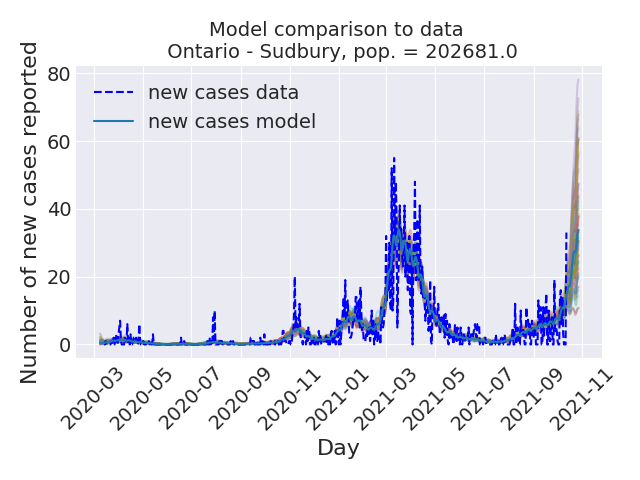 Model comparison to data
Ontario - Sudbury, pop. = 202681.0
Number of new cases reported
80
60
40
20
0
new cases data
new cases model
2020-03
2020-05
2020-07
2020-09
2020-11
2021-01
2021-03
2021-05
2021-07
2021-09
2021-11
Day